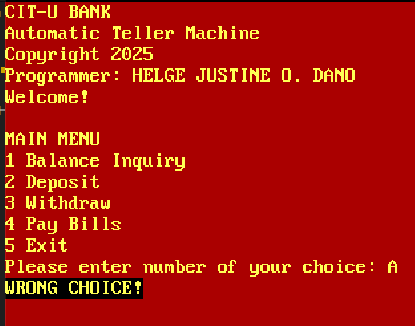 CIT-U BANK
Automatic Teller Machine
Copyright 2025
Programmer: HELGE JUSTINE O. DANO
Welcome!
MAIN MENU
1 Balance Inquiry
2 Deposit
3 Withdraw
4 Pay Bills
5 Exit
Please enter number of your choice: A
WRONG CHOICE!